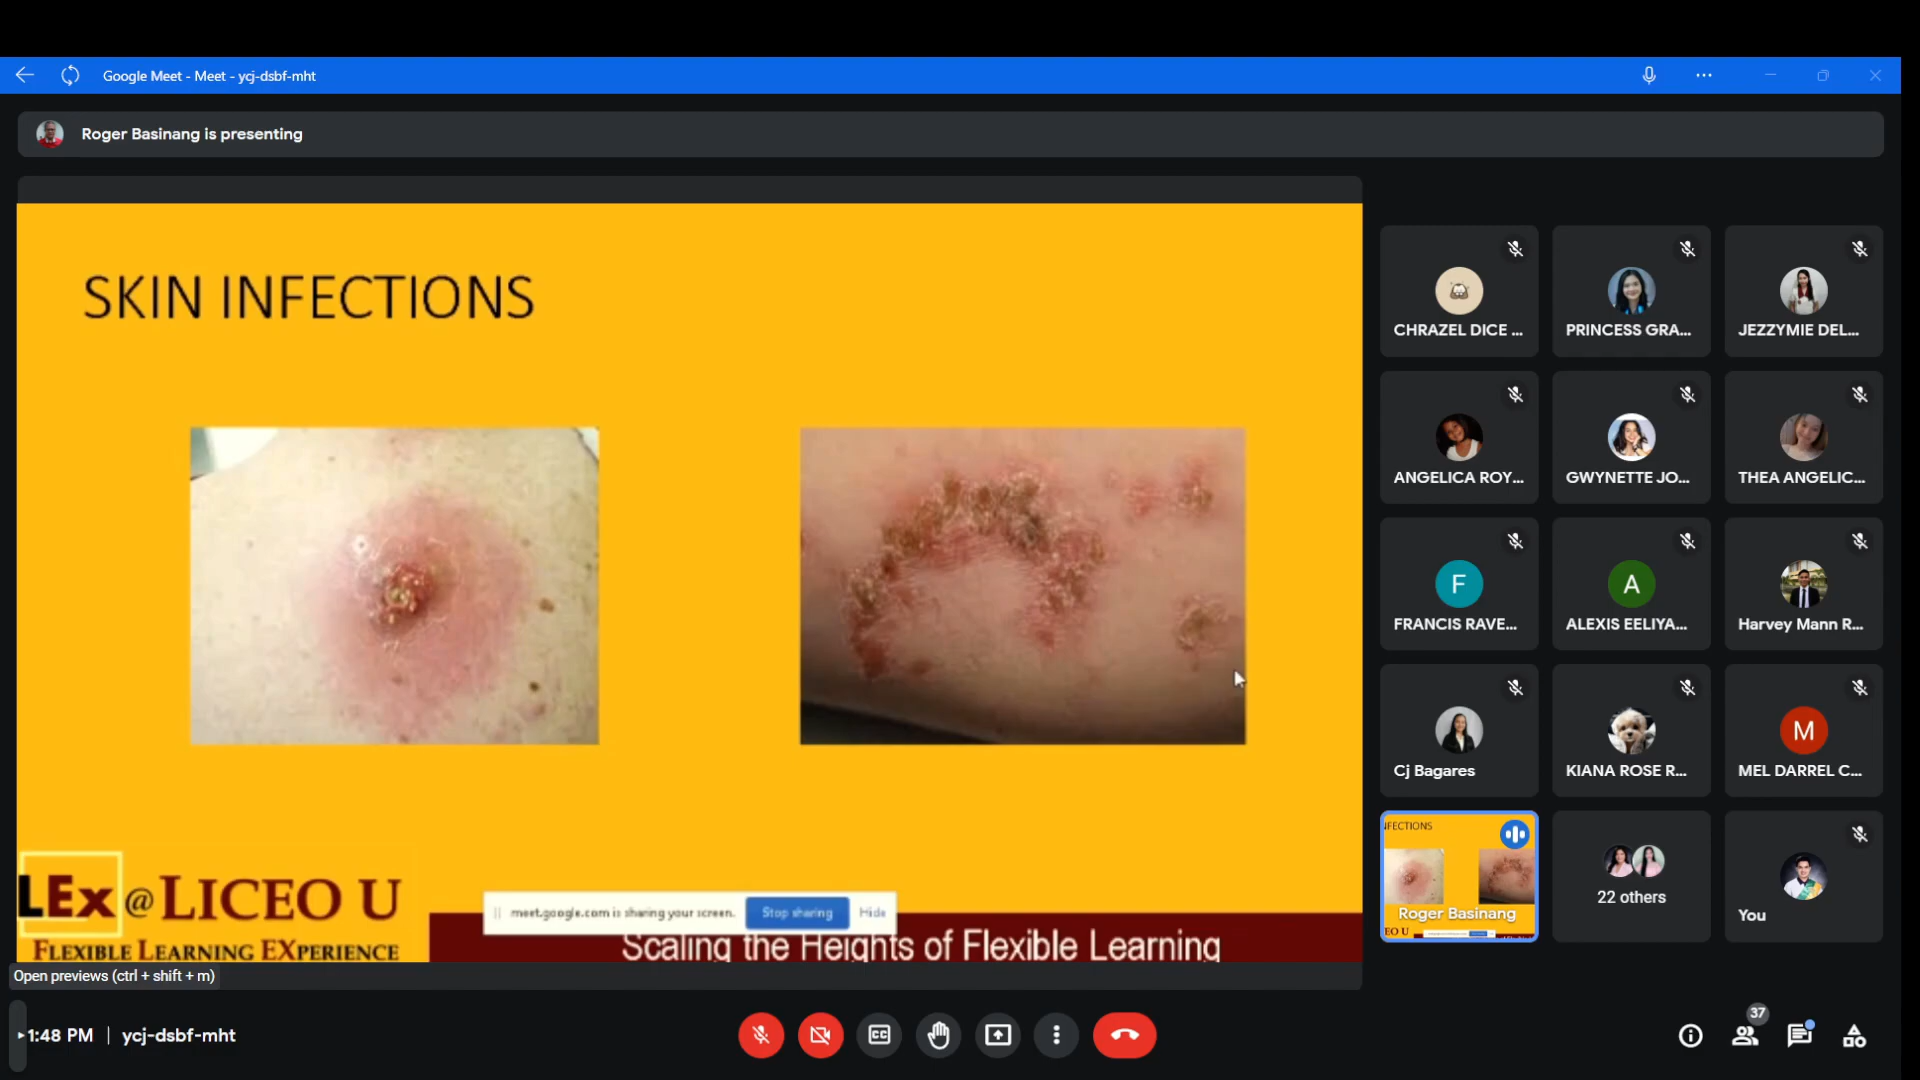 Google Meet - Meet - ycj-dsbf-mht
Roger Basinang is presenting
SKIN INFECTIONS
LEx @ LICEO U
FLEXIBLE LEARNING EXPERIENCE
meet.google.com is sharing your screen.
Stop sharing
Hide
Scaling the Heights of Flexible Learning
Open previews (ctrl + shift + m)
CHRAZEL DICE ...
PRINCESS GRA...
JEZZYMIE DEL...
ANGELICA ROY...
GWYNETTE JO...
THEA ANGELIC...
F
FRANCIS RAVE...
A
ALEXIS EELIYA...
Harvey Mann R...
Cj Bagares
KIANA ROSE R...
M
MEL DARREL C...
IFECTIONS
EO U
Roger Basinang
22 others
You
1:48 PM | ycj-dsbf-mht
CC
37